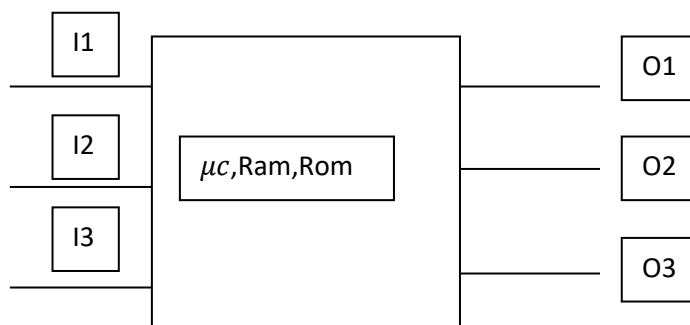 I1
O1
I2
μc,Ram,Rom
O2
I3
O3